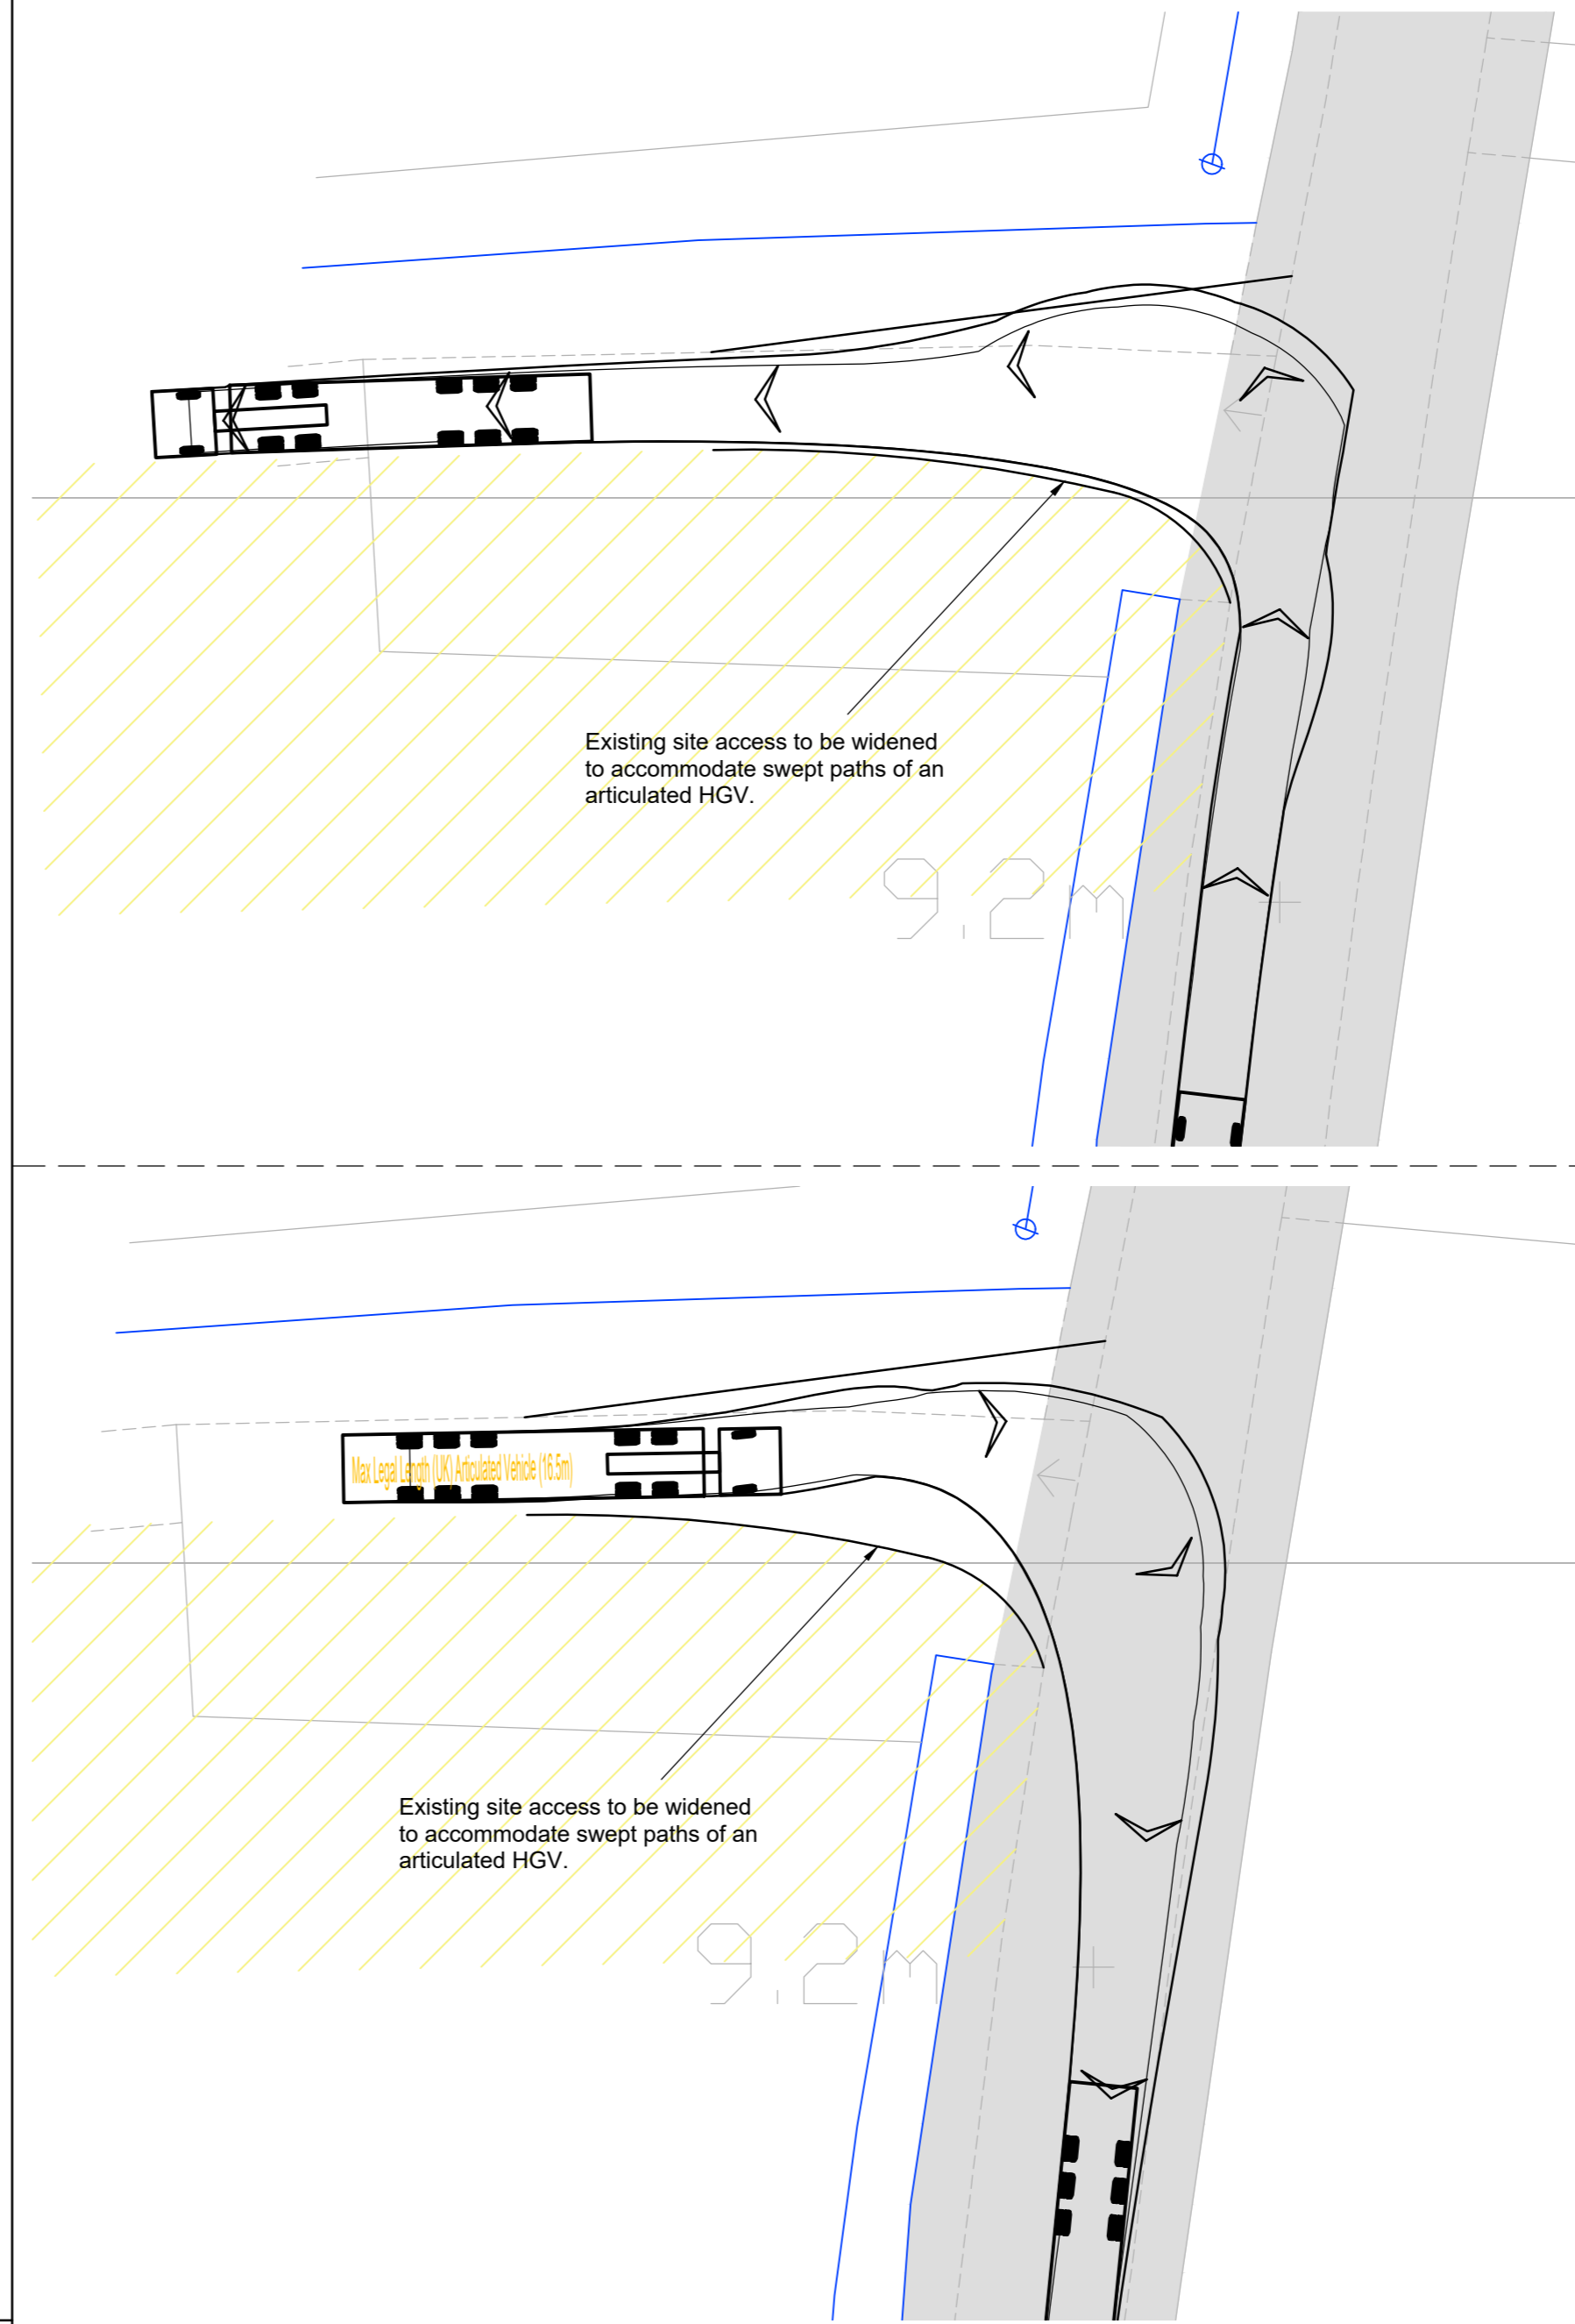 Existing site access to be widened
to accommodate swept paths of an
articulated HGV.
9.2m
Max Legal Length (UK) Articulated Vehicle (16.5m)
Existing site access to be widened
to accommodate swept paths of an
articulated HGV.
9.2m